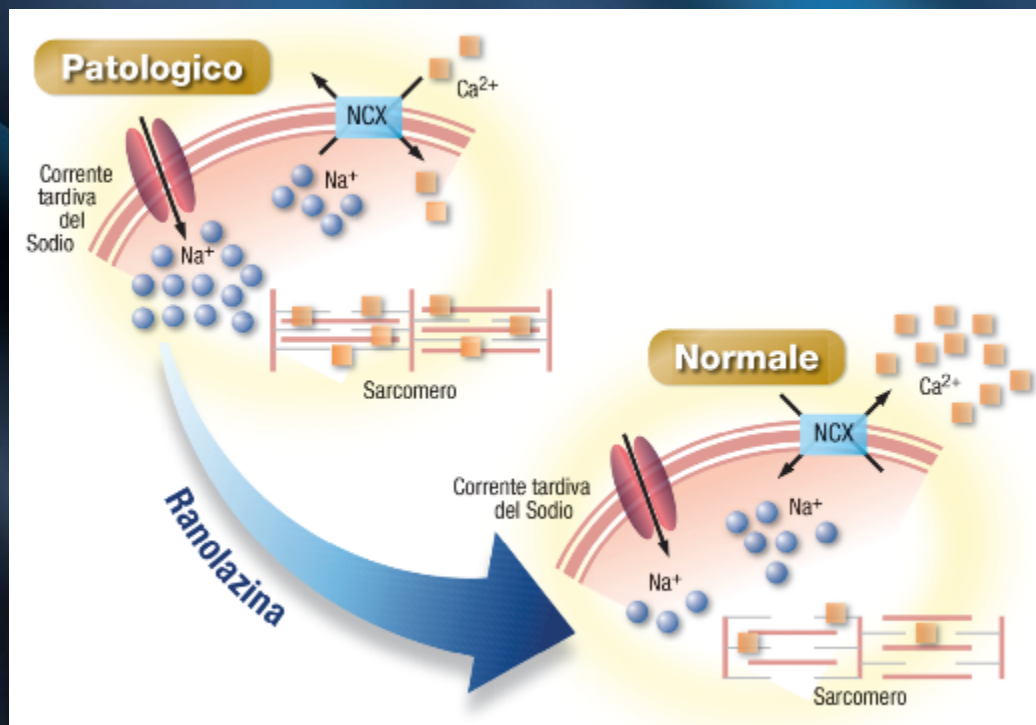 Patologico
Ca²⁺
NCX
Corrente
tardiva
del
Sodio
Na⁺
Na⁺
Sarcomero
Ranolazina
Normale
Ca²⁺
NCX
Corrente tardiva
del Sodio
Na⁺
Na⁺
Sarcomero